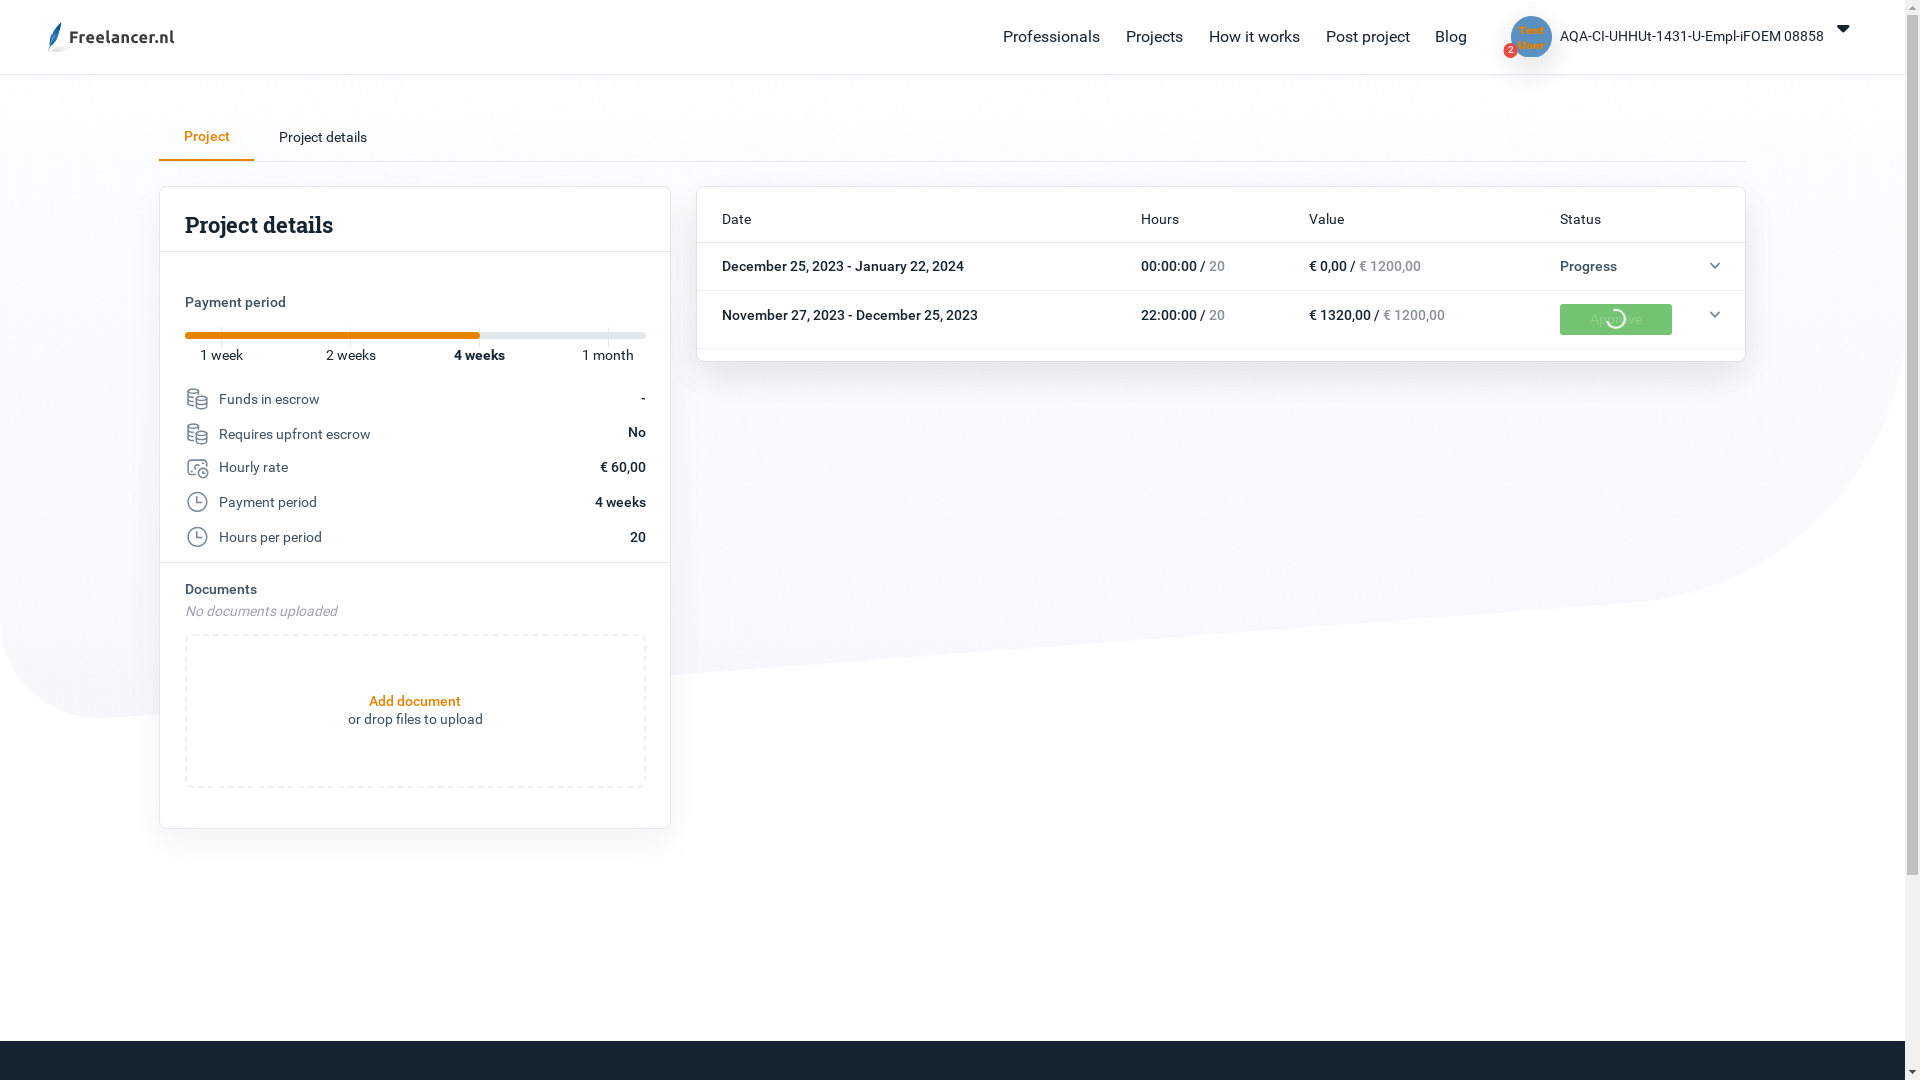 Freelancer.nl
Professionals Projects How it works Post project Blog
Test User
2
AQA-CI-UHHUt-1431-U-Empl-iFOEM 08858
Project Project details
Project details
Payment period
1 week 2 weeks 4 weeks 1 month
Funds in escrow -
Requires upfront escrow No
Hourly rate € 60,00
Payment period 4 weeks
Hours per period 20
Documents
No documents uploaded
Add document
or drop files to upload
Date Hours Value Status
December 25, 2023 - January 22, 2024 00:00:00 / 20 € 0,00 / € 1200,00 Progress
November 27, 2023 - December 25, 2023 22:00:00 / 20 € 1320,00 / € 1200,00 Approve